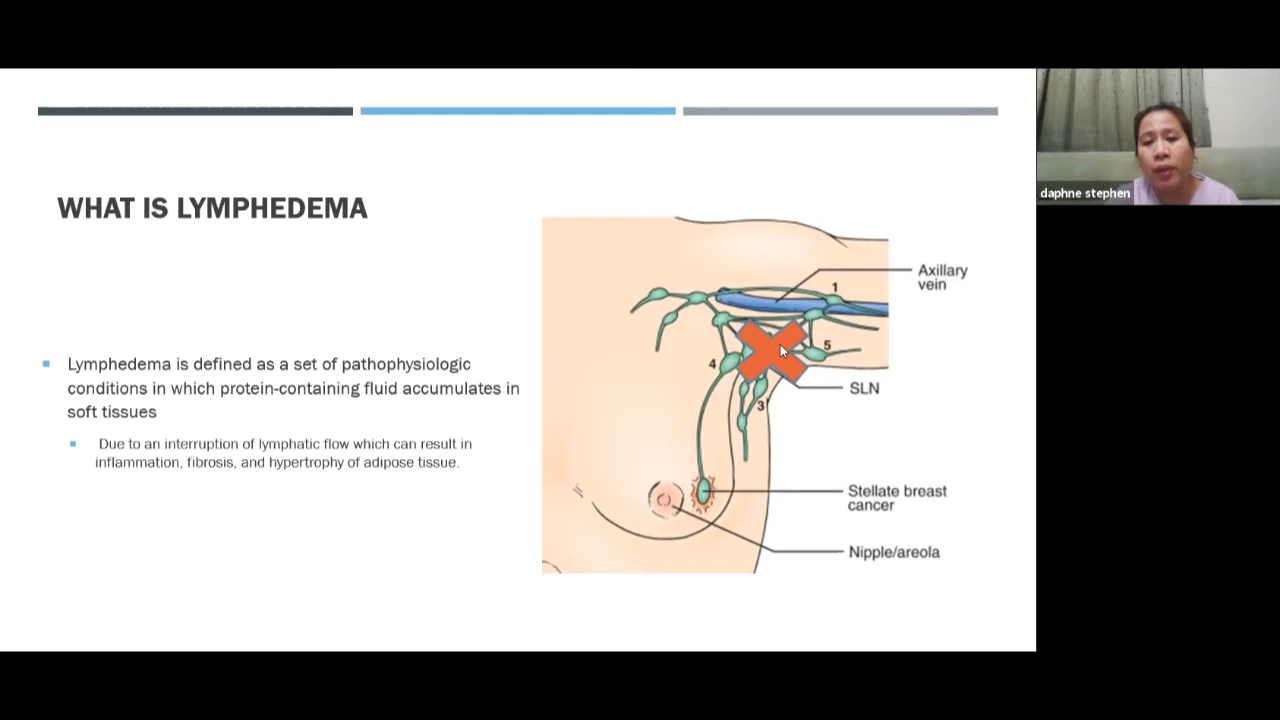 WHAT IS LYMPHEDEMA
Lymphedema is defined as a set of pathophysiologic
conditions in which protein-containing fluid accumulates in
soft tissues
Due to an interruption of lymphatic flow which can result in
inflammation, fibrosis, and hypertrophy of adipose tissue.
Axillary
vein
1
5
4
SLN
3
Stellate breast
cancer
Nipple/areola
daphne stephen